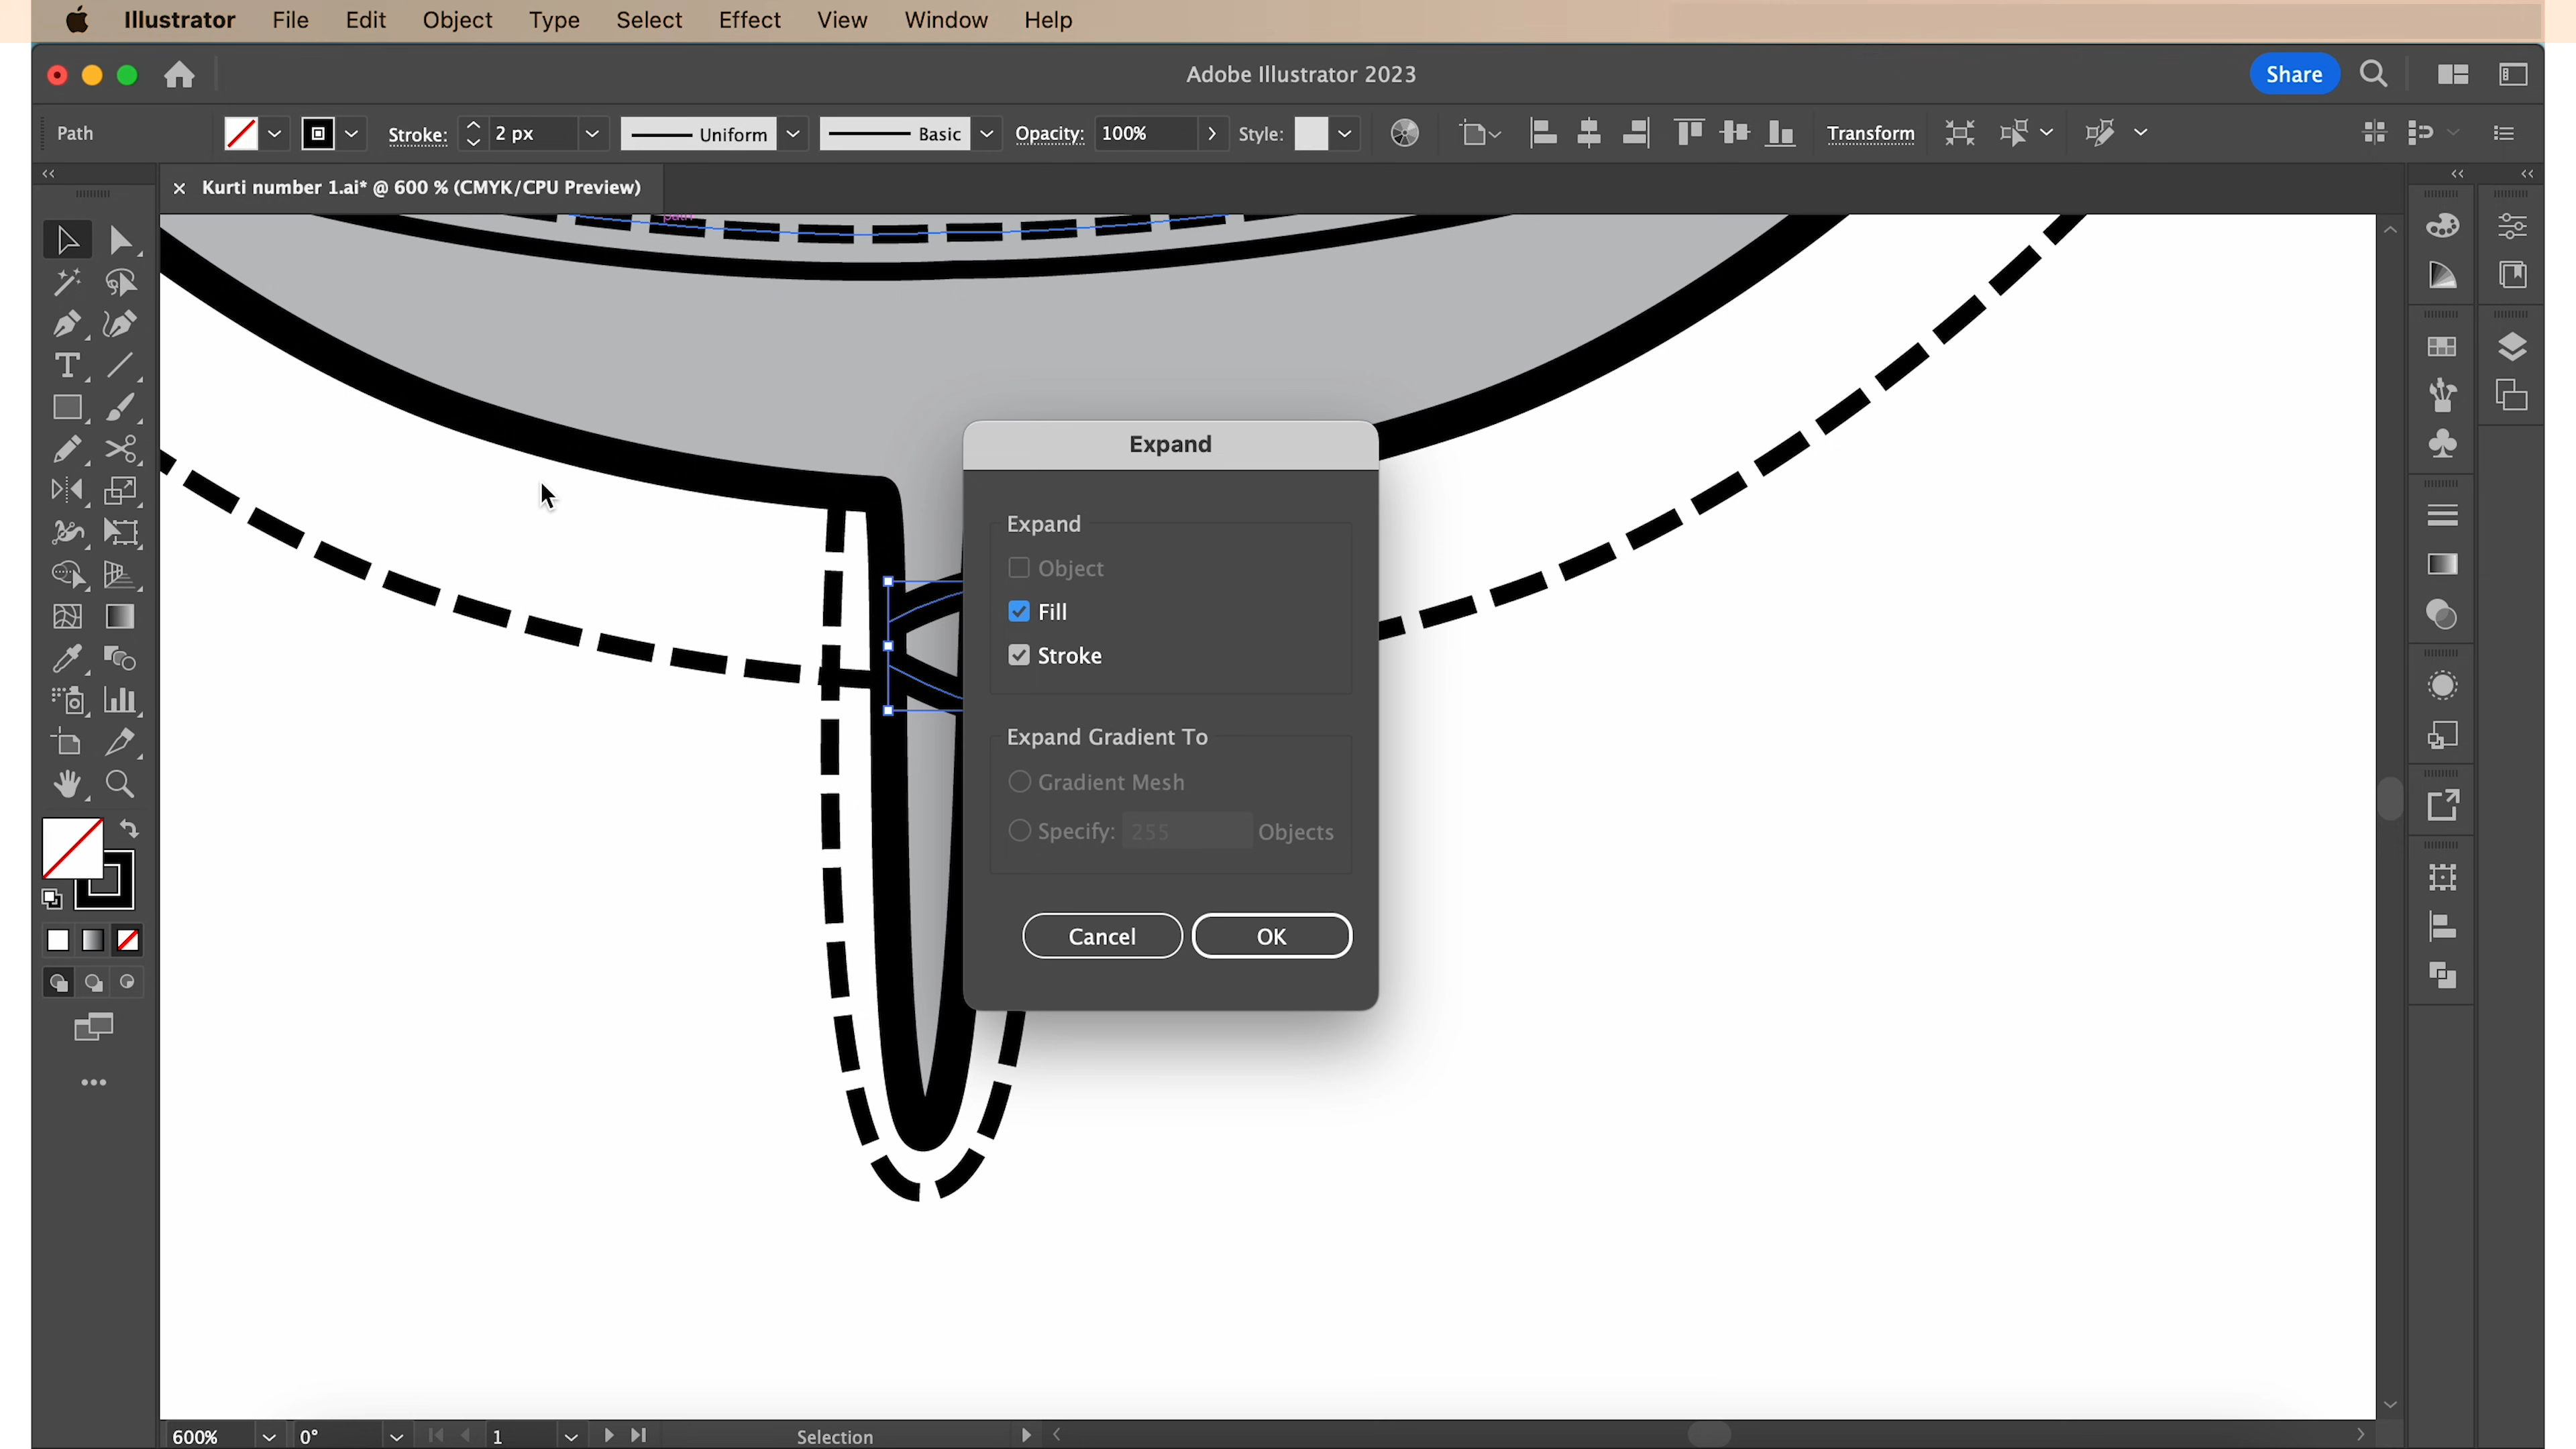 Illustrator File Edit Object Type Select Effect View Window Help
Adobe Illustrator 2023
Share
Path
Stroke: 2 px Uniform Basic Opacity: 100% Style: Transform
Kurti number 1.ai* @ 600 % (CMYK/CPU Preview)
path
Expand
Expand
Object
Fill
Stroke
Expand Gradient To
Gradient Mesh
Specify: 255 Objects
Cancel OK
600% 0° 1 Selection